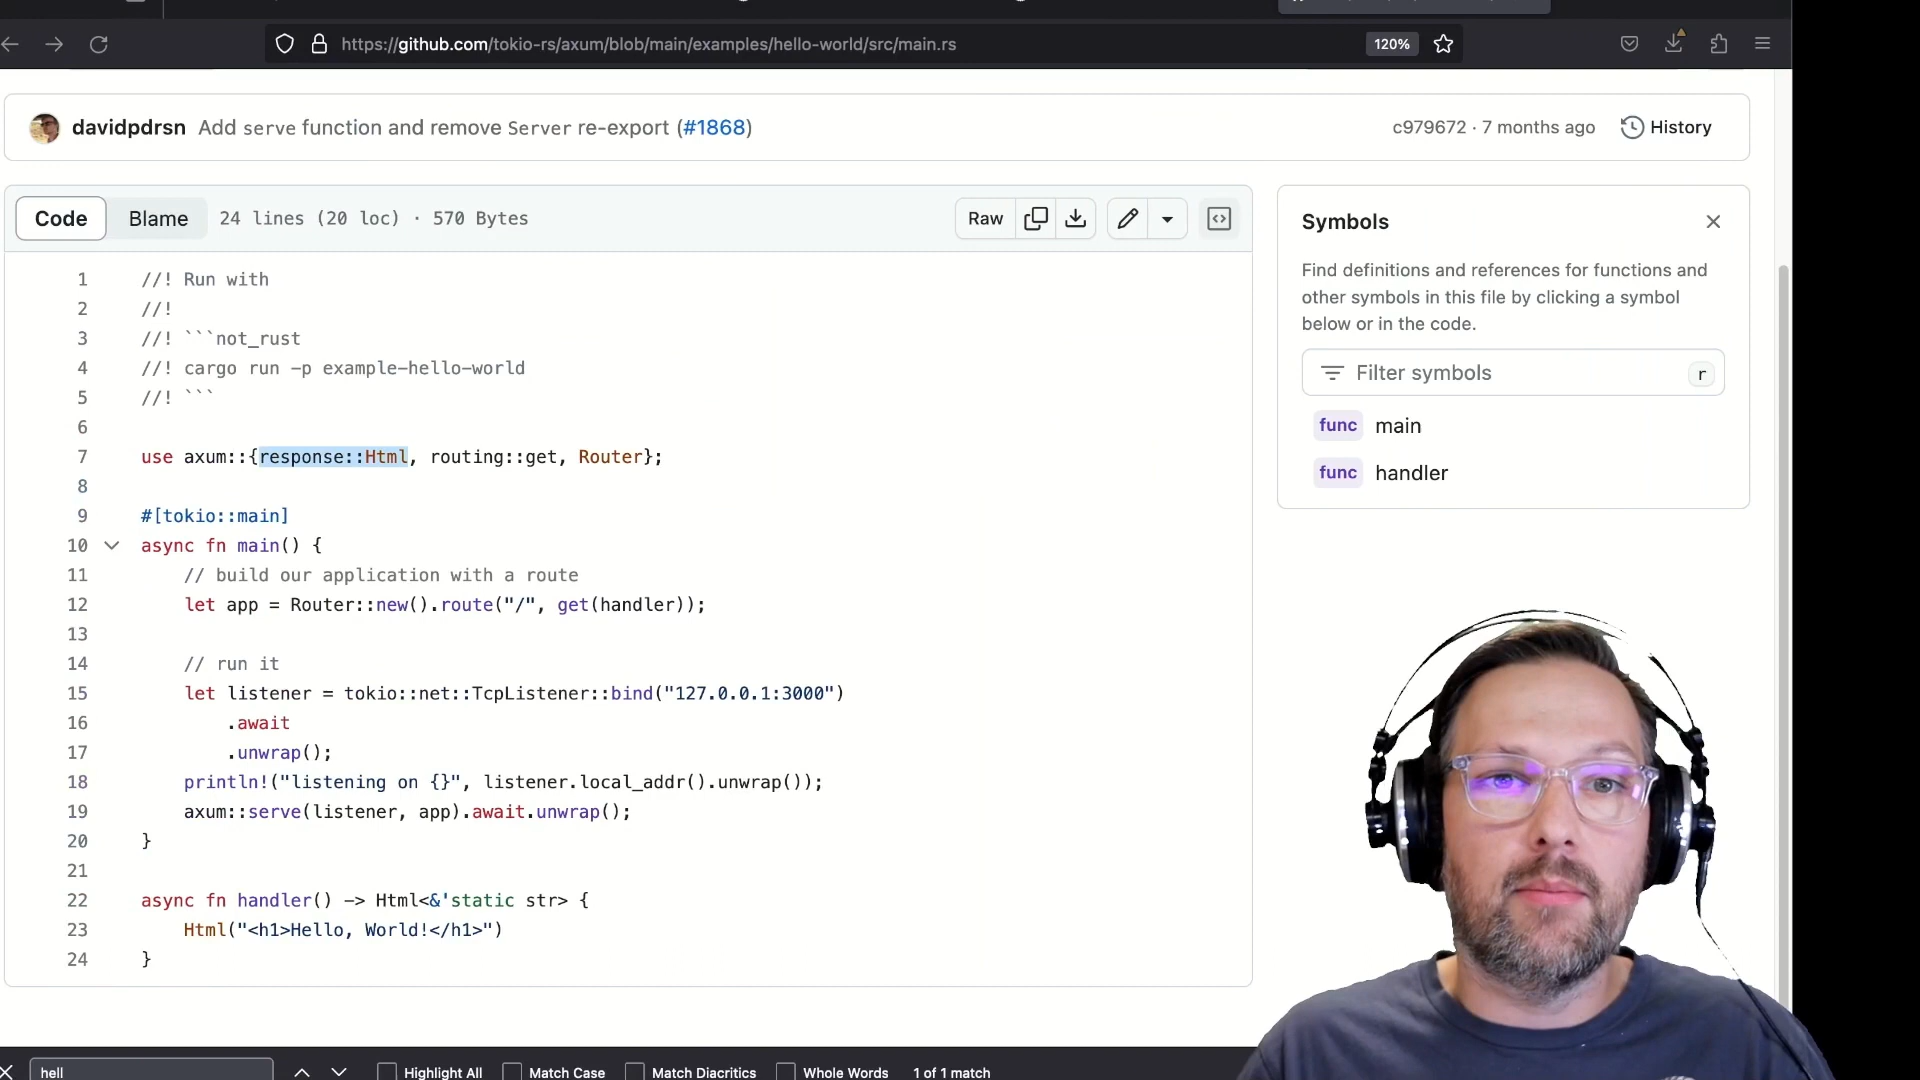 https://github.com/tokio-rs/axum/blob/main/examples/hello-world/src/main.rs
120%
davidpdrsn Add serve function and remove Server re-export (#1868)
c979672 · 7 months ago
History
Code
Blame
24 lines (20 loc) · 570 Bytes
Raw
1 //! Run with
2 //!
3 //! ```not_rust
4 //! cargo run -p example-hello-world
5 //! ```
6
7 use axum::{response::Html, routing::get, Router};
8
9 #[tokio::main]
10 async fn main() {
11 // build our application with a route
12 let app = Router::new().route("/", get(handler));
13
14 // run it
15 let listener = tokio::net::TcpListener::bind("127.0.0.1:3000")
16 .await
17 .unwrap();
18 println!("listening on {}", listener.local_addr().unwrap());
19 axum::serve(listener, app).await.unwrap();
20 }
21
22 async fn handler() -> Html<&'static str> {
23 Html("<h1>Hello, World!</h1>")
24 }
Symbols
Find definitions and references for functions and
other symbols in this file by clicking a symbol
below or in the code.
Filter symbols
r
func main
func handler
hell
Highlight All
Match Case
Match Diacritics
Whole Words
1 of 1 match